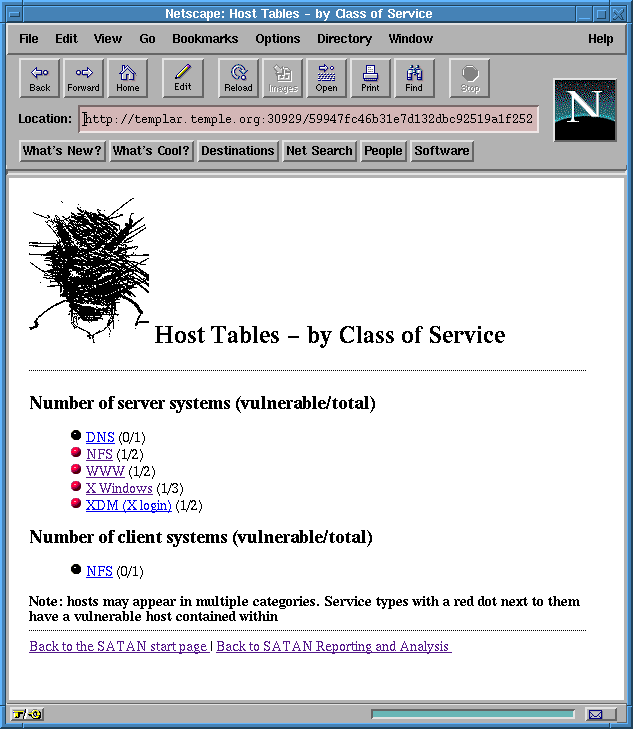 Netscape: Host Tables – by Class of Service
File Edit View Go Bookmarks Options Directory Window Help
Back Forward Home Edit Reload Images Open Print Find Stop
Location: http://templar.temple.org:30929/59947fc46b31e7d132dbc92519a1f252
N
What's New? What's Cool? Destinations Net Search People Software
Host Tables – by Class of Service
Number of server systems (vulnerable/total)
DNS (0/1)
NFS (1/2)
WWW (1/2)
X Windows (1/3)
XDM (X login) (1/2)
Number of client systems (vulnerable/total)
NFS (0/1)
Note: hosts may appear in multiple categories. Service types with a red dot next to them
have a vulnerable host contained within
Back to the SATAN start page | Back to SATAN Reporting and Analysis